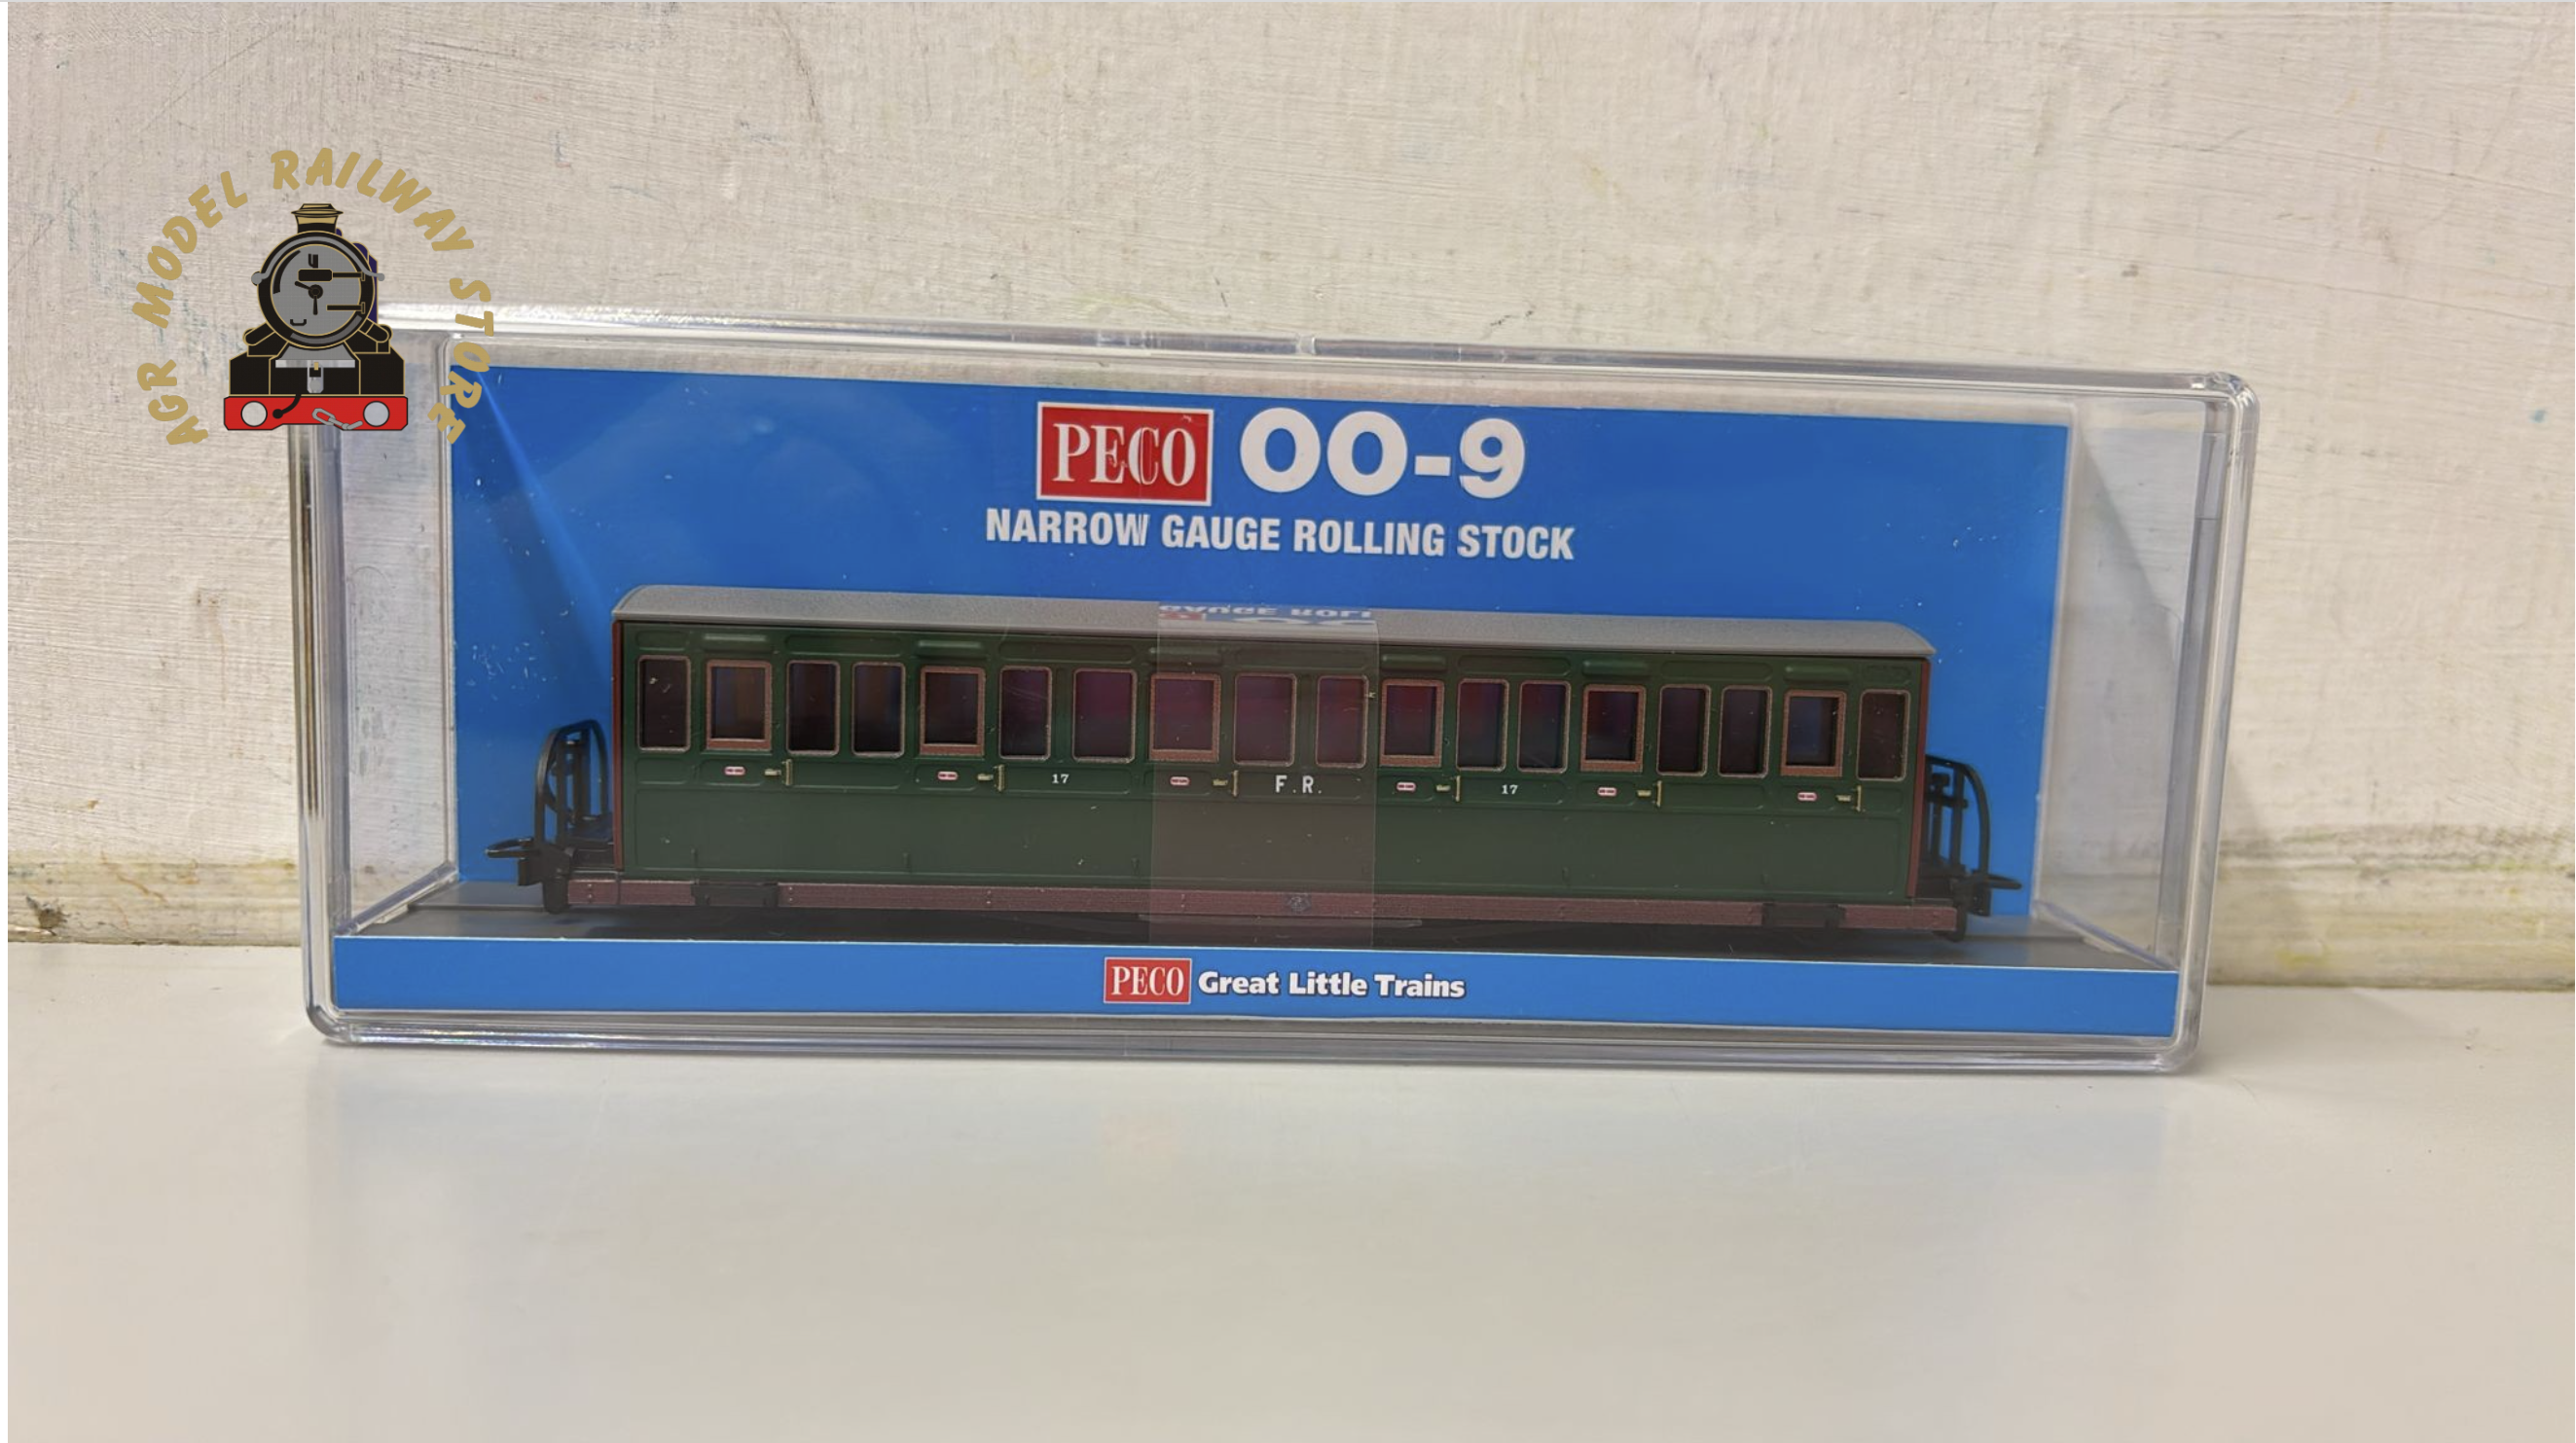 AGR MODEL RAILWAY STORE
PECO OO-9
NARROW GAUGE ROLLING STOCK
17 F.R. 17
PECO Great Little Trains